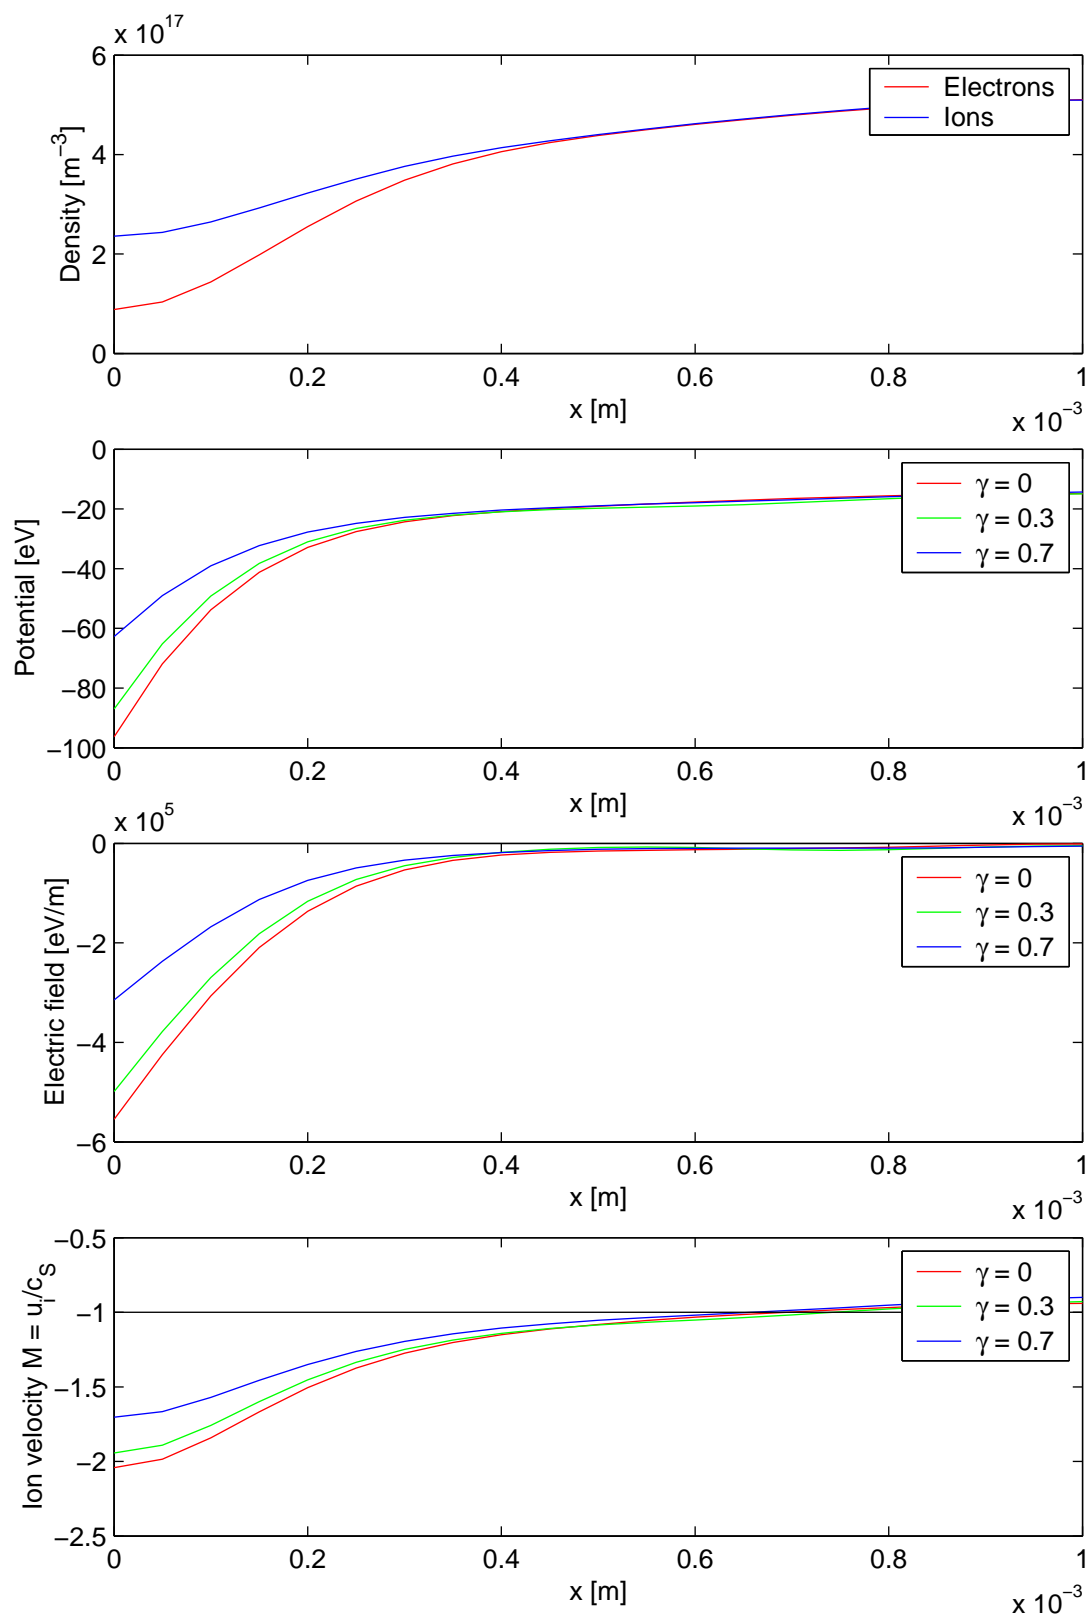 x 10^17
6
4
2
0
Density [m^−3]
Electrons
Ions
0 0.2 0.4 0.6 0.8 1
x [m]
x 10^−3
0
−20
−40
−60
−80
−100
Potential [eV]
γ = 0
γ = 0.3
γ = 0.7
0 0.2 0.4 0.6 0.8 1
x [m]
x 10^−3
x 10^5
0
−2
−4
−6
Electric field [eV/m]
γ = 0
γ = 0.3
γ = 0.7
0 0.2 0.4 0.6 0.8 1
x [m]
x 10^−3
−0.5
−1
−1.5
−2
−2.5
Ion velocity M = u_i/c_S
γ = 0
γ = 0.3
γ = 0.7
0 0.2 0.4 0.6 0.8 1
x [m]
x 10^−3